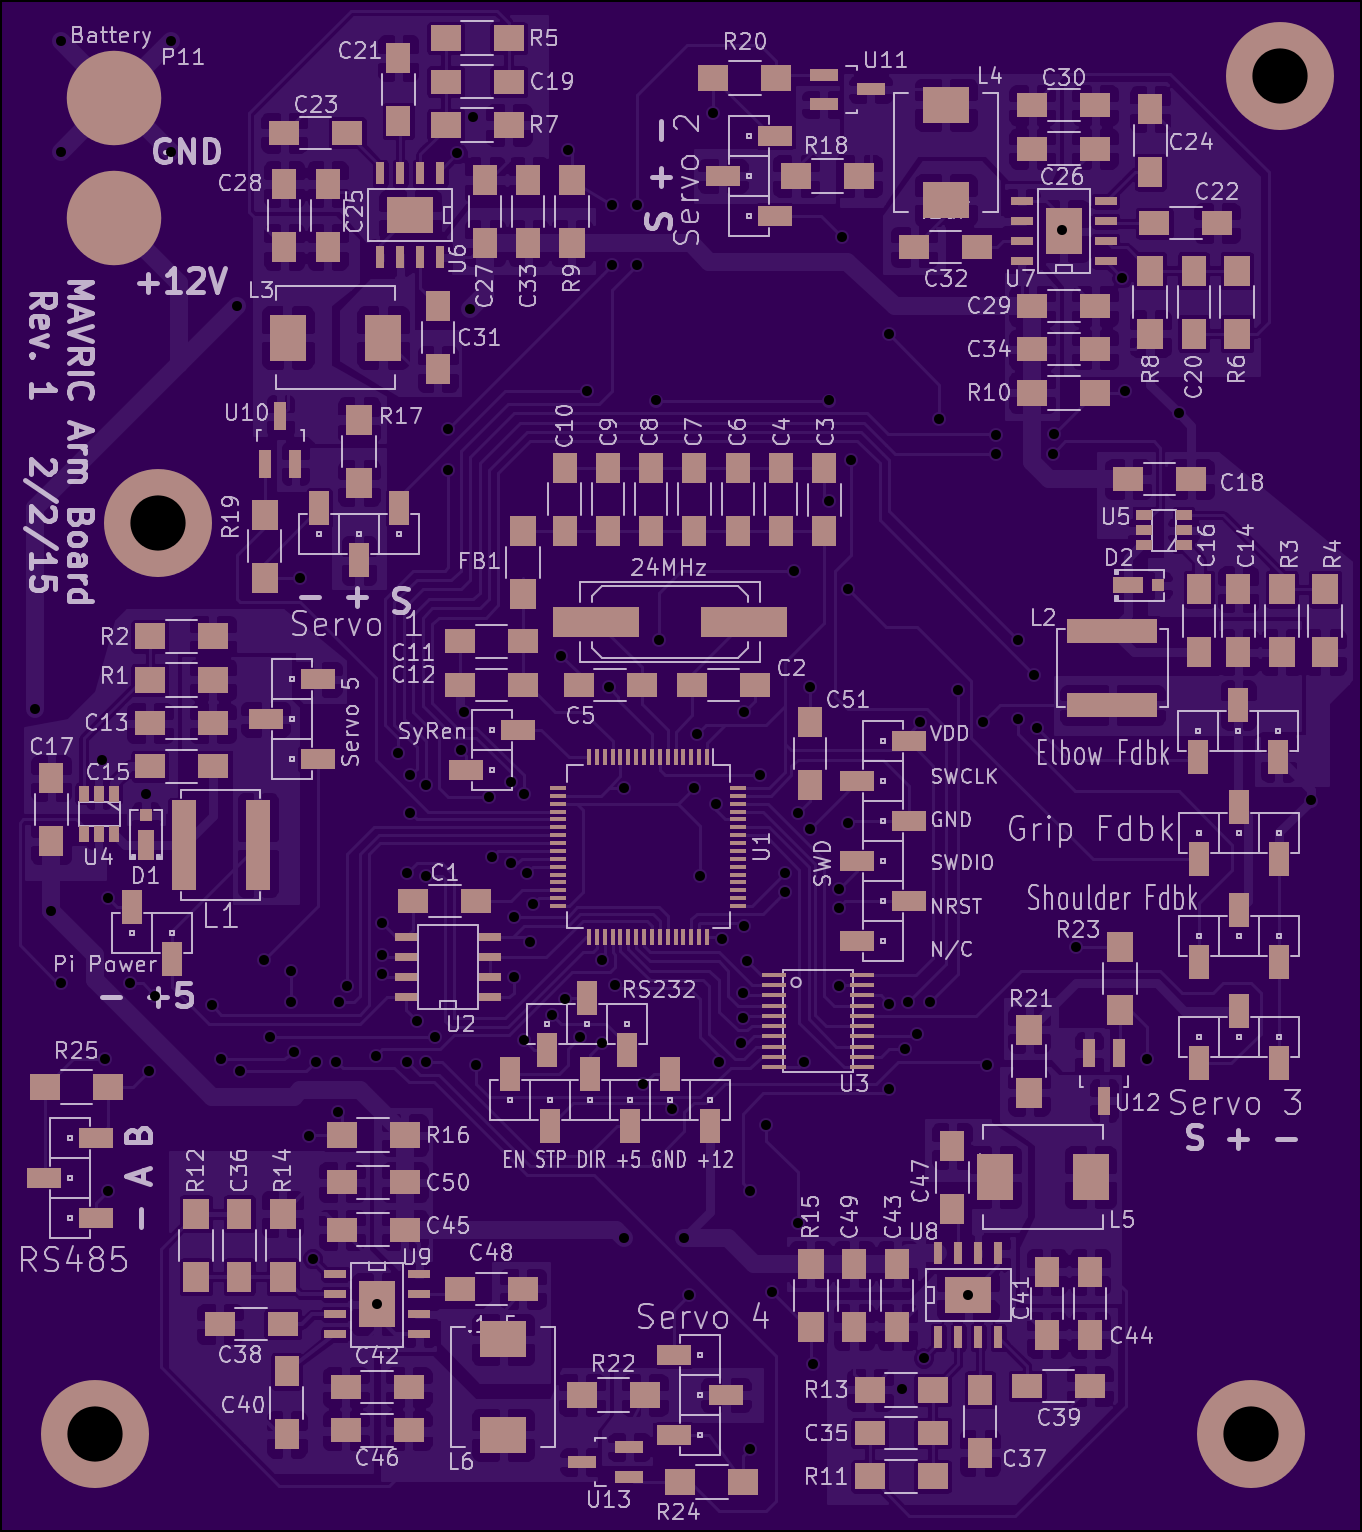 Battery
P11
GND
+12V
MAVRIC Arm Board
Rev. 1 2/2/15
C21
R5
C19
R7
C23
C28
C25
U6
C27
C33
R9
L3
C31
R20
U11
L4
C30
C24
C26
R18
S + -
Servo 2
C22
C32
U7
C29
C34
R10
R8
C20
R6
U10
R17
R19
- + S
Servo 1
C10
C9
C8
C7
C6
C4
C3
FB1
24MHz
C18
U5
D2
C16
C14
R3
R4
L2
R2
R1
C13
C17
C15
U4
D1
L1
Servo 5
C11
C12
SyRen
C5
C2
C51
VDD
SWCLK
GND
SWDIO
NRST
N/C
SWD
U1
Elbow Fdbk
Grip Fdbk
Shoulder Fdbk
R23
Pi Power
- +5
C1
U2
RS232
U3
R21
U12
Servo 3
S + -
R25
- A B
RS485
EN STP DIR +5 GND +12
R16
C50
C45
R12
C36
R14
U9
C48
C38
C42
C40
C46
L6
Servo 4
R22
U13
R24
R15
C49
C43
C47
U8
L5
C41
C44
R13
C35
R11
C39
C37